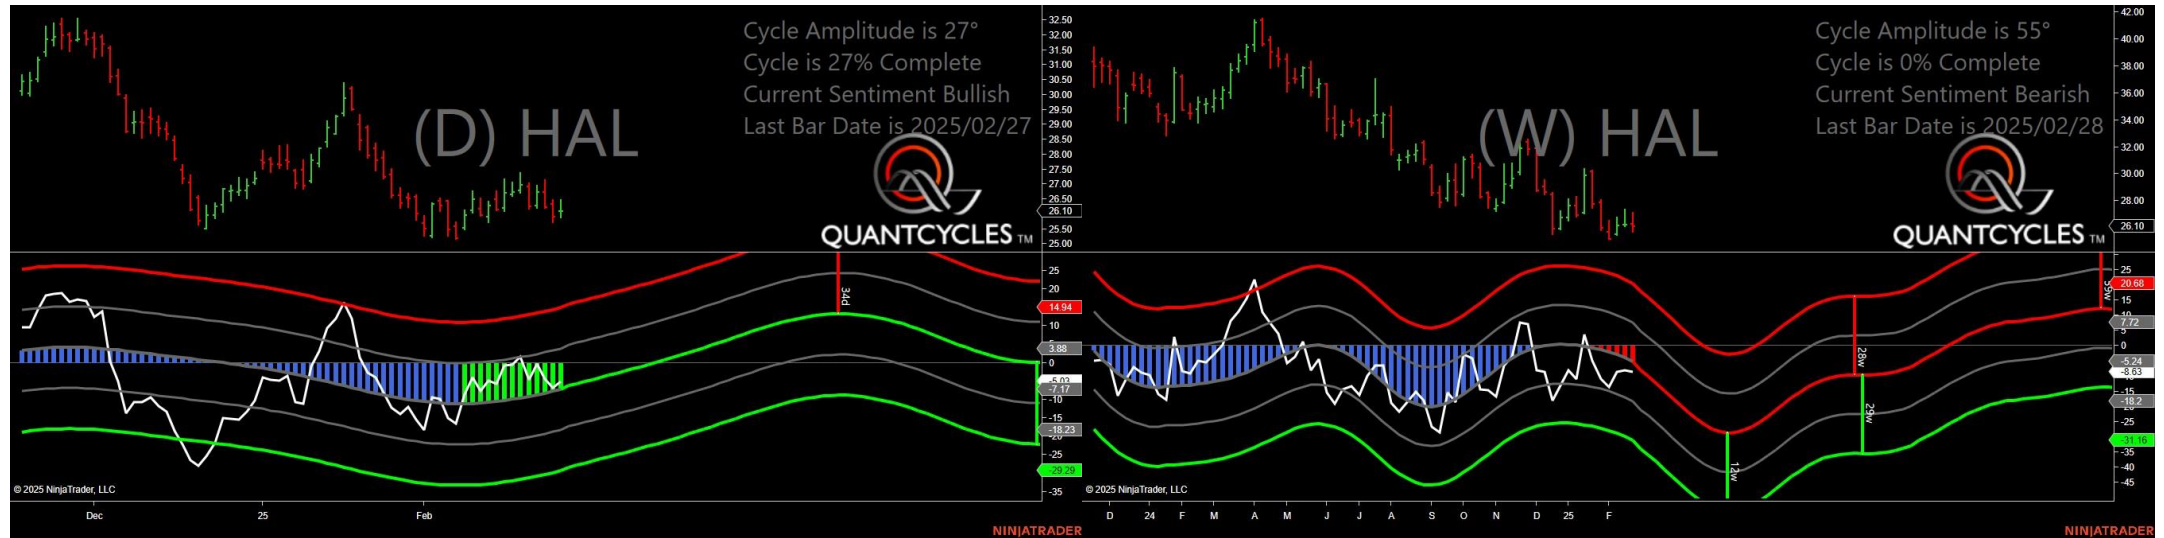 Cycle Amplitude is 27°
Cycle is 27% Complete
Current Sentiment Bullish
Last Bar Date is 2025/02/27
(D) HAL
QUANTCYCLES TM
32.50
32.00
31.50
31.00
30.50
30.00
29.50
29.00
28.50
28.00
27.50
27.00
26.50
26.10
25.50
25.00
34d
25
20
14.94
10
3.88
0
-5.03
-7.17
-10
-15
-18.23
-20
-25
-29.29
-35
© 2025 NinjaTrader, LLC
Dec
25
Feb
NINJATRADER
Cycle Amplitude is 55°
Cycle is 0% Complete
Current Sentiment Bearish
Last Bar Date is 2025/02/28
(W) HAL
QUANTCYCLES TM
42.00
40.00
38.00
36.00
34.00
32.00
30.00
28.00
26.10
59w
28w
29w
12w
25
20.68
15
7.72
5
0
-5.24
-8.63
-10
-15
-18.2
-20
-25
-31.16
-35
-40
-45
© 2025 NinjaTrader, LLC
D
24
F
M
A
M
J
J
A
S
O
N
D
25
F
NINJATRADER